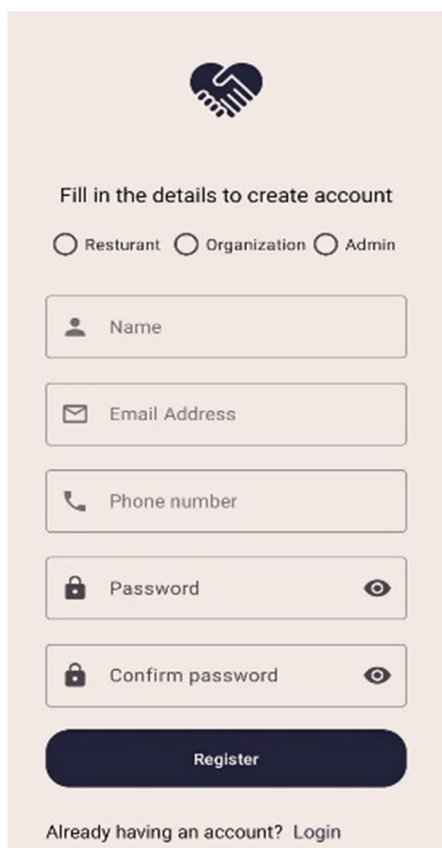 Fill in the details to create account
Resturant Organization Admin
Name
Email Address
Phone number
Password
Confirm password
Register
Already having an account? Login